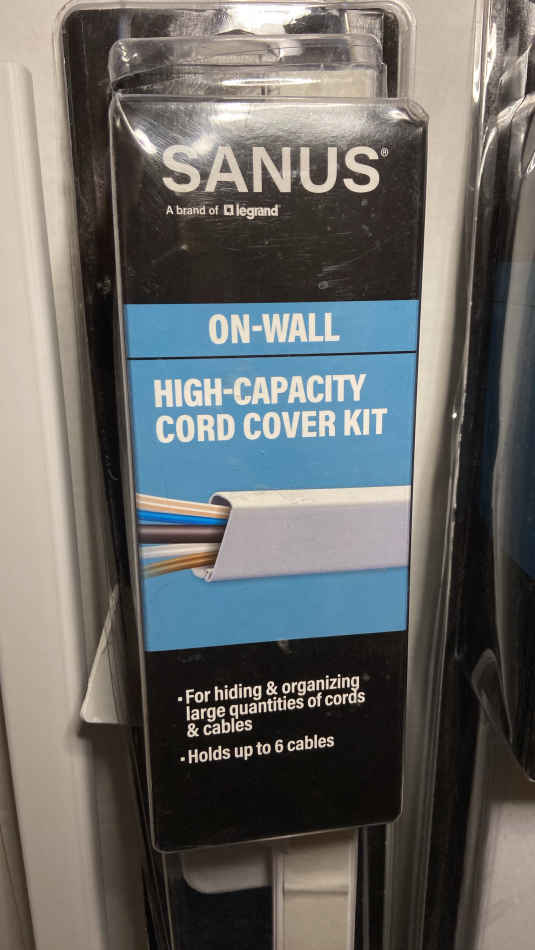 SANUS®
A brand of legrand®
ON-WALL
HIGH-CAPACITY
CORD COVER KIT
• For hiding & organizing
large quantities of cords
& cables
• Holds up to 6 cables